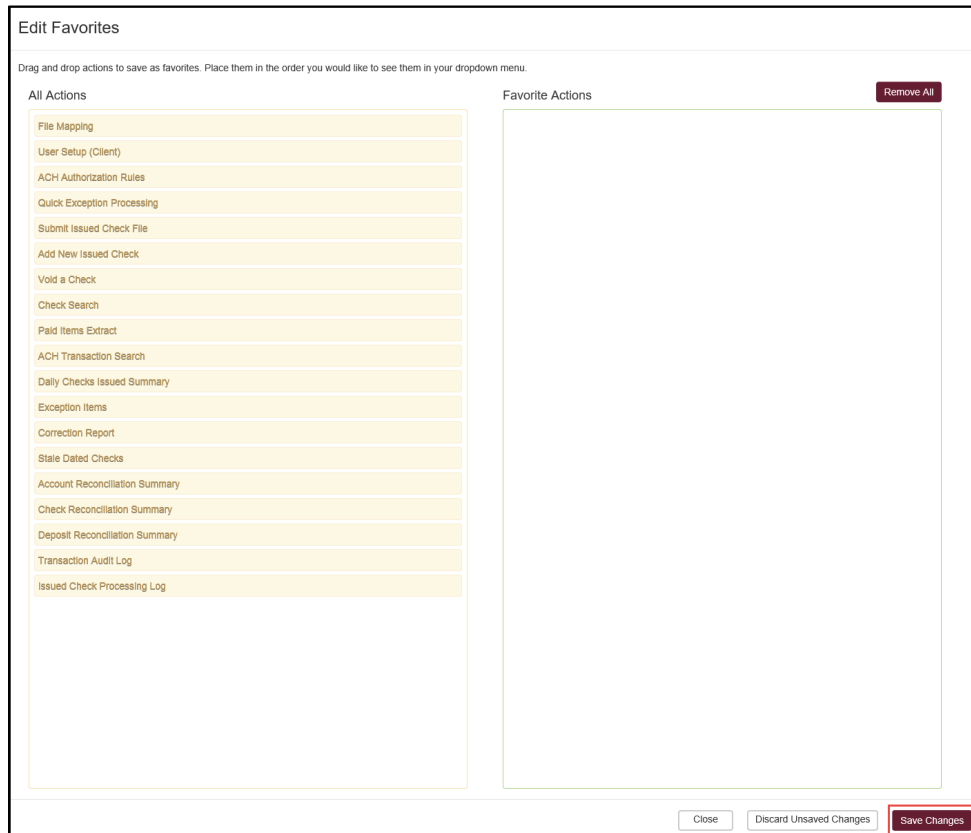 Edit Favorites
Drag and drop actions to save as favorites. Place them in the order you would like to see them in your dropdown menu.
All Actions
File Mapping
User Setup (Client)
ACH Authorization Rules
Quick Exception Processing
Submit Issued Check File
Add New Issued Check
Void a Check
Check Search
Paid Items Extract
ACH Transaction Search
Daily Checks Issued Summary
Exception Items
Correction Report
Stale Dated Checks
Account Reconciliation Summary
Check Reconciliation Summary
Deposit Reconciliation Summary
Transaction Audit Log
Issued Check Processing Log
Favorite Actions
Remove All
Close
Discard Unsaved Changes
Save Changes